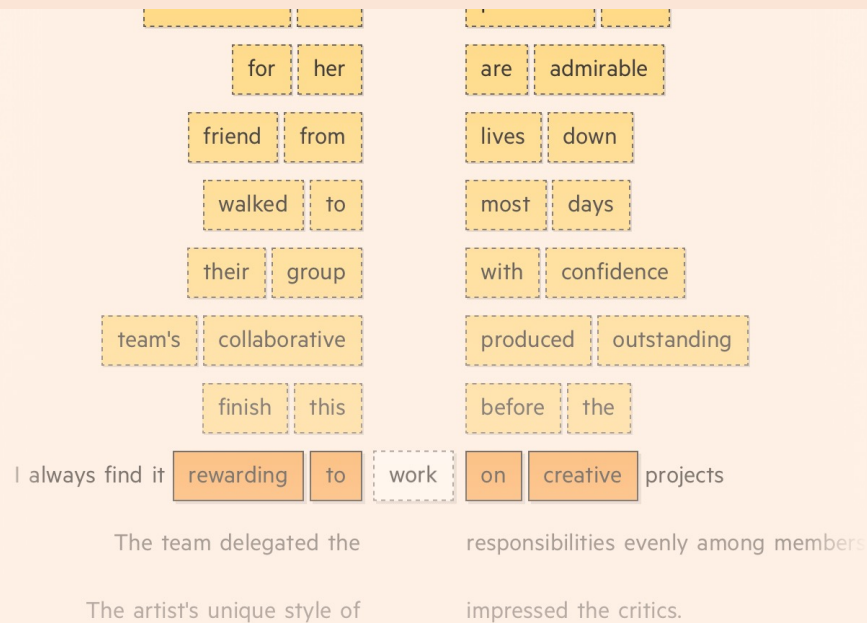 for her are admirable
friend from lives down
walked to most days
their group with confidence
team's collaborative produced outstanding
finish this before the
I always find it rewarding to work on creative projects
The team delegated the responsibilities evenly among members
The artist's unique style of impressed the critics.